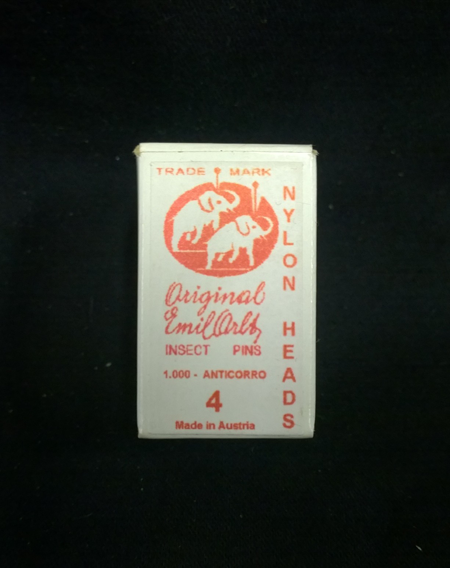 TRADE MARK
Original
Emil Arlt
INSECT PINS
1.000 - ANTICORRO
4
Made in Austria
NYLON HEADS